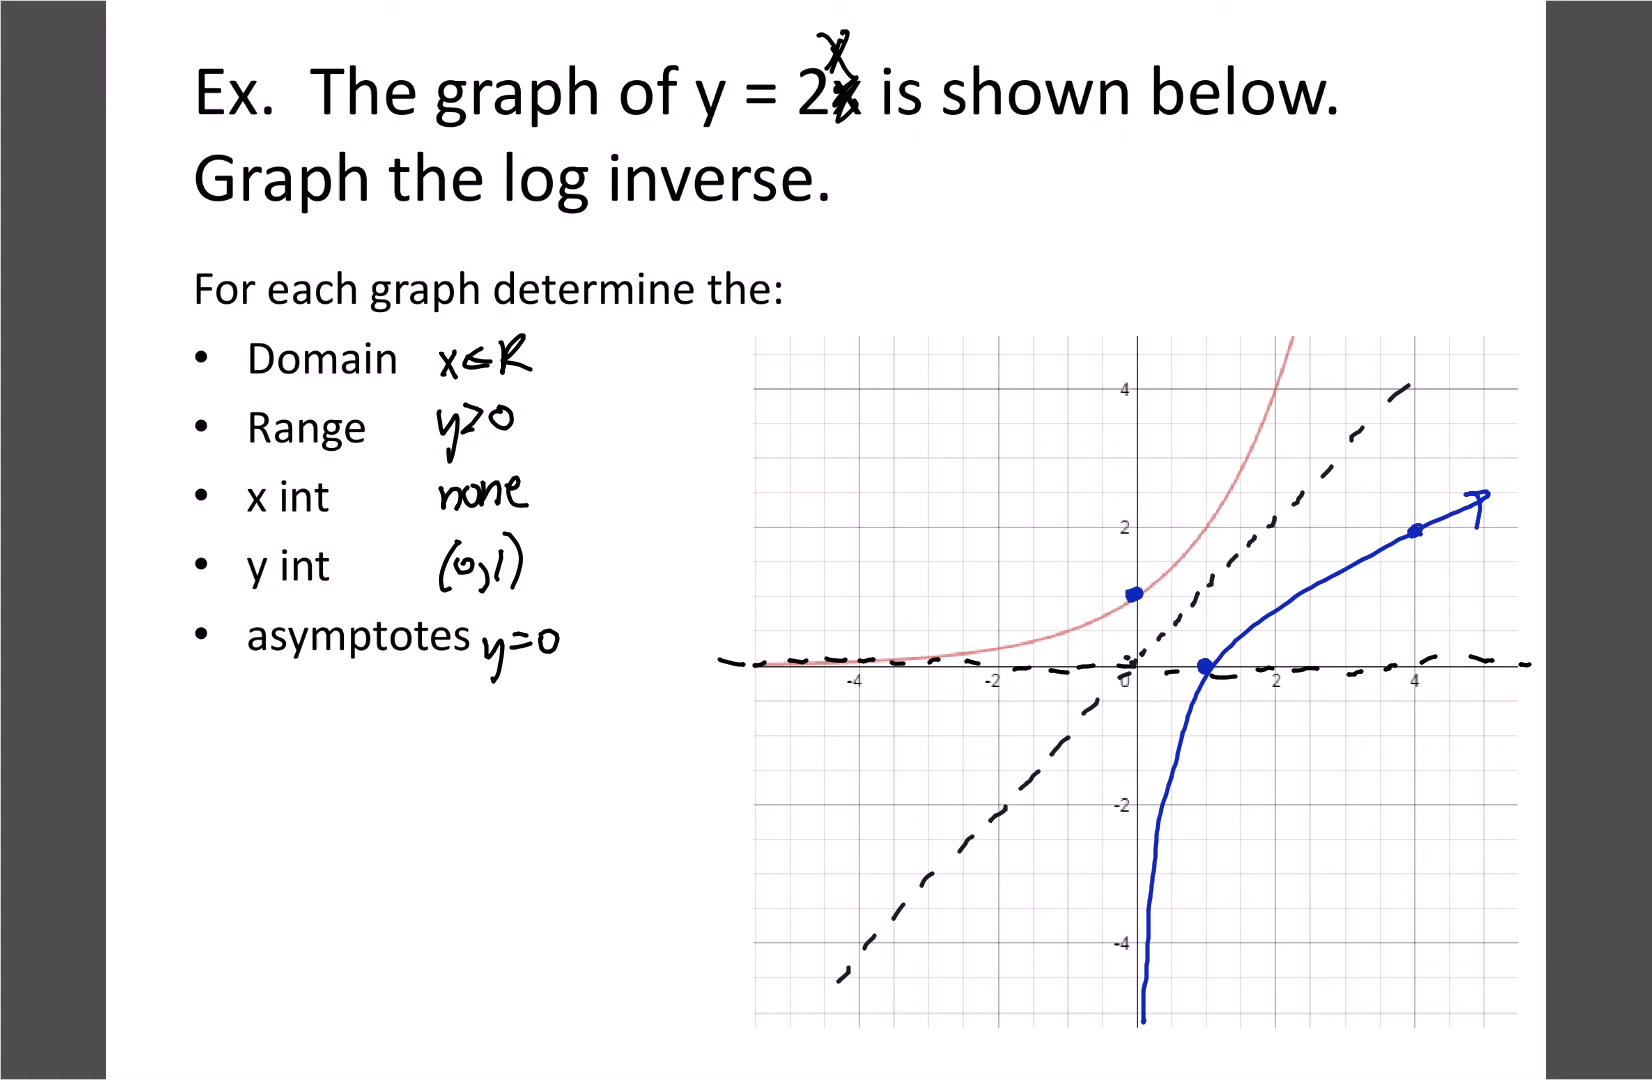 Ex. The graph of y = 2ˣ is shown below.
Graph the log inverse.
For each graph determine the:
• Domain x∈R
• Range y>0
• x int none
• y int (0,1)
• asymptotes y=0
4
2
-4 -2 0 2 4
-2
-4